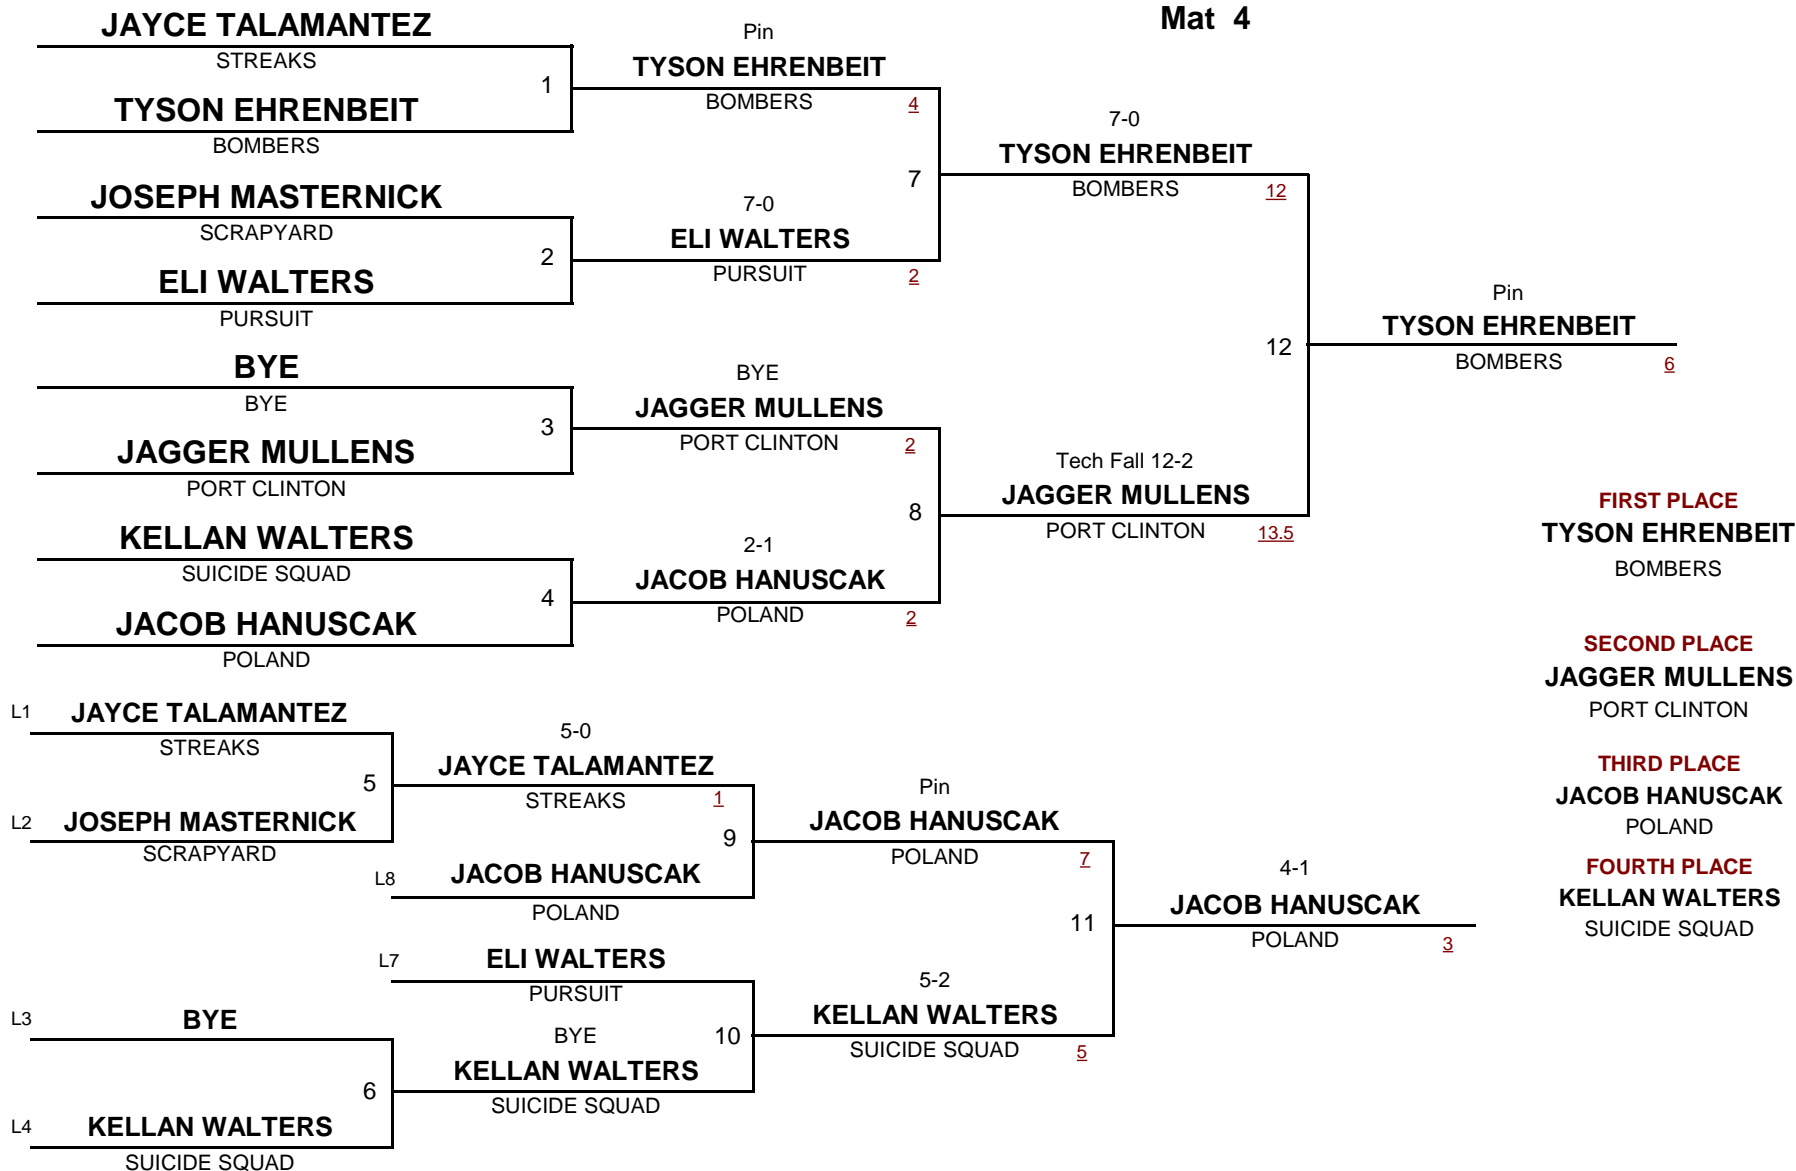 Mat 4
JAYCE TALAMANTEZ
STREAKS
1
TYSON EHRENBEIT
BOMBERS
JOSEPH MASTERNICK
SCRAPYARD
2
ELI WALTERS
PURSUIT
BYE
BYE
3
JAGGER MULLENS
PORT CLINTON
KELLAN WALTERS
SUICIDE SQUAD
4
JACOB HANUSCAK
POLAND
Pin
TYSON EHRENBEIT
BOMBERS 4
7
7-0
ELI WALTERS
PURSUIT 2
BYE
JAGGER MULLENS
PORT CLINTON 2
8
2-1
JACOB HANUSCAK
POLAND 2
7-0
TYSON EHRENBEIT
BOMBERS 12
12
Tech Fall 12-2
JAGGER MULLENS
PORT CLINTON 13.5
Pin
TYSON EHRENBEIT
BOMBERS 6
FIRST PLACE
TYSON EHRENBEIT
BOMBERS
SECOND PLACE
JAGGER MULLENS
PORT CLINTON
THIRD PLACE
JACOB HANUSCAK
POLAND
FOURTH PLACE
KELLAN WALTERS
SUICIDE SQUAD
L1 JAYCE TALAMANTEZ
STREAKS
5
L2 JOSEPH MASTERNICK
SCRAPYARD
L3 BYE
6
L4 KELLAN WALTERS
SUICIDE SQUAD
5-0
JAYCE TALAMANTEZ
STREAKS 1
9
L8 JACOB HANUSCAK
POLAND
L7 ELI WALTERS
PURSUIT
BYE 10
KELLAN WALTERS
SUICIDE SQUAD
Pin
JACOB HANUSCAK
POLAND 7
11
5-2
KELLAN WALTERS
SUICIDE SQUAD 5
4-1
JACOB HANUSCAK
POLAND 3